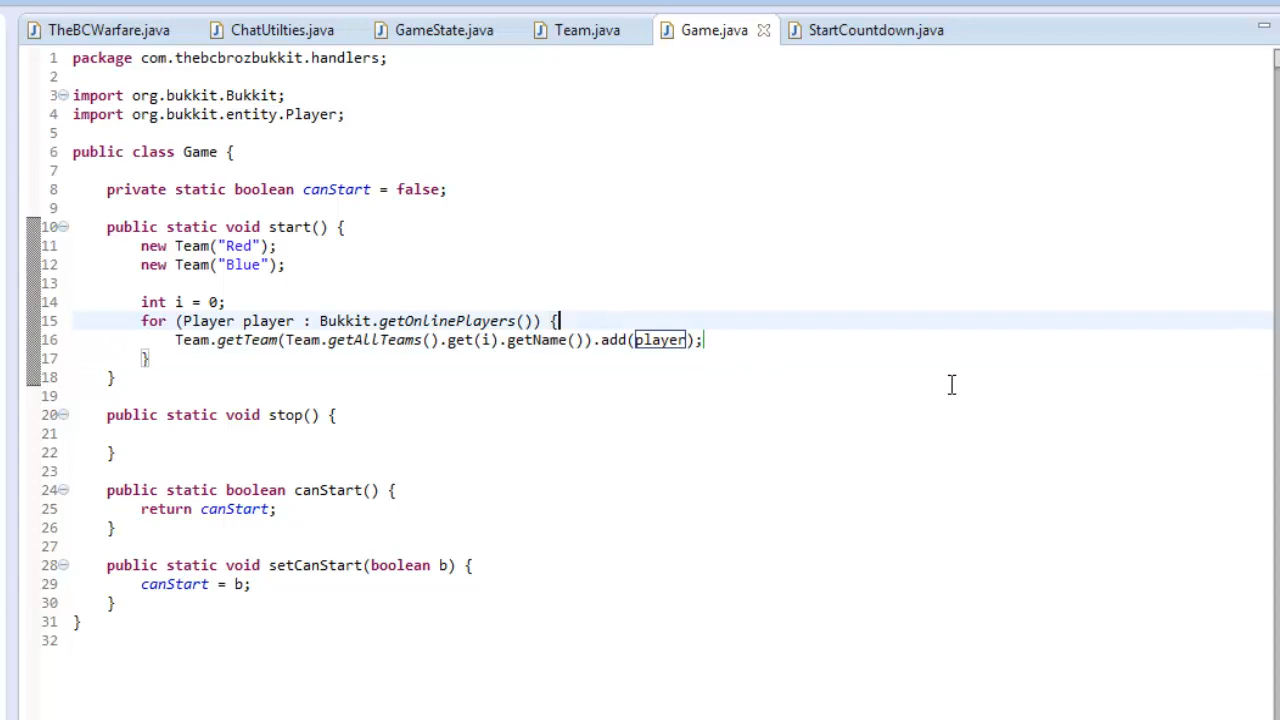 TheBCWarfare.java ChatUtilties.java GameState.java Team.java Game.java StartCountdown.java
1 package com.thebcbrozbukkit.handlers;
2
3 import org.bukkit.Bukkit;
4 import org.bukkit.entity.Player;
5
6 public class Game {
7
8 private static boolean canStart = false;
9
10 public static void start() {
11 new Team("Red");
12 new Team("Blue");
13
14 int i = 0;
15 for (Player player : Bukkit.getOnlinePlayers()) {
16 Team.getTeam(Team.getAllTeams().get(i).getName()).add(player);
17 }
18 }
19
20 public static void stop() {
21
22 }
23
24 public static boolean canStart() {
25 return canStart;
26 }
27
28 public static void setCanStart(boolean b) {
29 canStart = b;
30 }
31 }
32